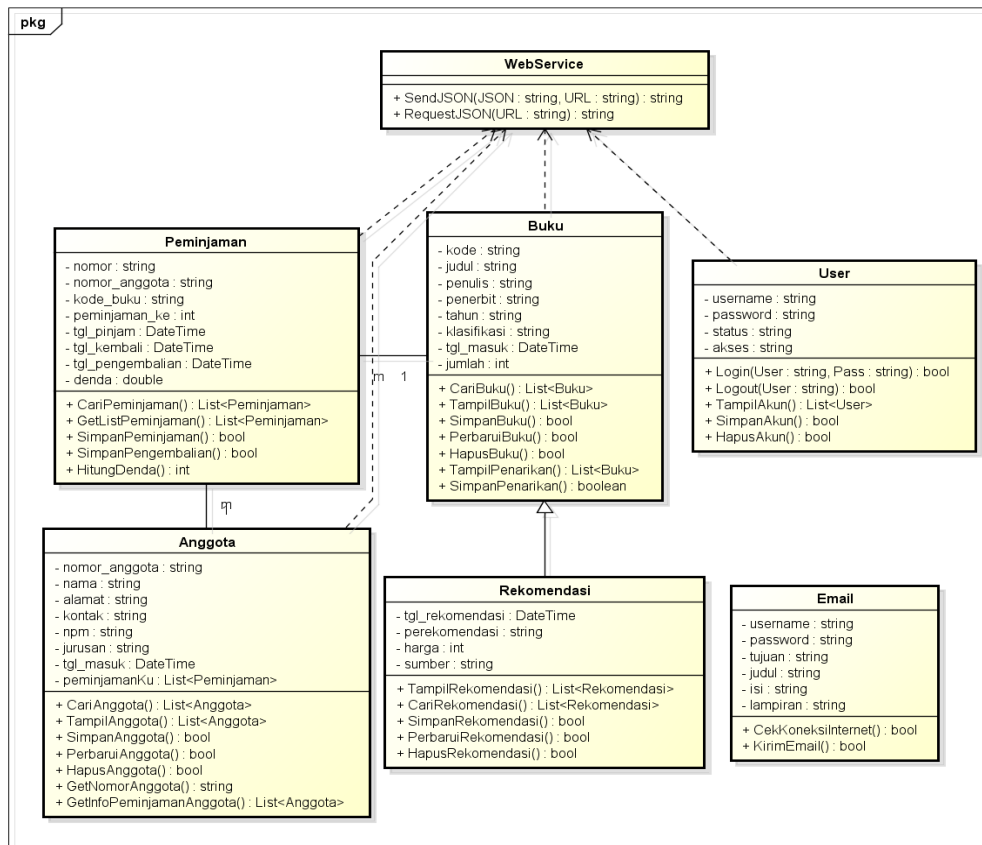 pkg
WebService
+ SendJSON(JSON : string, URL : string) : string
+ RequestJSON(URL : string) : string
Peminjaman
- nomor : string
- nomor_anggota : string
- kode_buku : string
- peminjaman_ke : int
- tgl_pinjam : DateTime
- tgl_kembali : DateTime
- tgl_pengembalian : DateTime
- denda : double
+ CariPeminjaman() : List<Peminjaman>
+ GetListPeminjaman() : List<Peminjaman>
+ SimpanPeminjaman() : bool
+ SimpanPengembalian() : bool
+ HitungDenda() : int
m 1
Buku
- kode : string
- judul : string
- penulis : string
- penerbit : string
- tahun : string
- klasifikasi : string
- tgl_masuk : DateTime
- jumlah : int
+ CariBuku() : List<Buku>
+ TampilBuku() : List<Buku>
+ SimpanBuku() : bool
+ PerbaruiBuku() : bool
+ HapusBuku() : bool
+ TampilPenarikan() : List<Buku>
+ SimpanPenarikan() : boolean
User
- username : string
- password : string
- status : string
- akses : string
+ Login(User : string, Pass : string) : bool
+ Logout(User : string) : bool
+ TampilAkun() : List<User>
+ SimpanAkun() : bool
+ HapusAkun() : bool
Anggota
- nomor_anggota : string
- nama : string
- alamat : string
- kontak : string
- npm : string
- jurusan : string
- tgl_masuk : DateTime
- peminjamanKu : List<Peminjaman>
+ CariAnggota() : List<Anggota>
+ TampilAnggota() : List<Anggota>
+ SimpanAnggota() : bool
+ PerbaruiAnggota() : bool
+ HapusAnggota() : bool
+ GetNomorAnggota() : string
+ GetInfoPeminjamanAnggota() : List<Anggota>
Rekomendasi
- tgl_rekomendasi : DateTime
- perekomendasi : string
- harga : int
- sumber : string
+ TampilRekomendasi() : List<Rekomendasi>
+ CariRekomendasi() : List<Rekomendasi>
+ SimpanRekomendasi() : bool
+ PerbaruiRekomendasi() : bool
+ HapusRekomendasi() : bool
Email
- username : string
- password : string
- tujuan : string
- judul : string
- isi : string
- lampiran : string
+ CekKoneksiInternet() : bool
+ KirimEmail() : bool